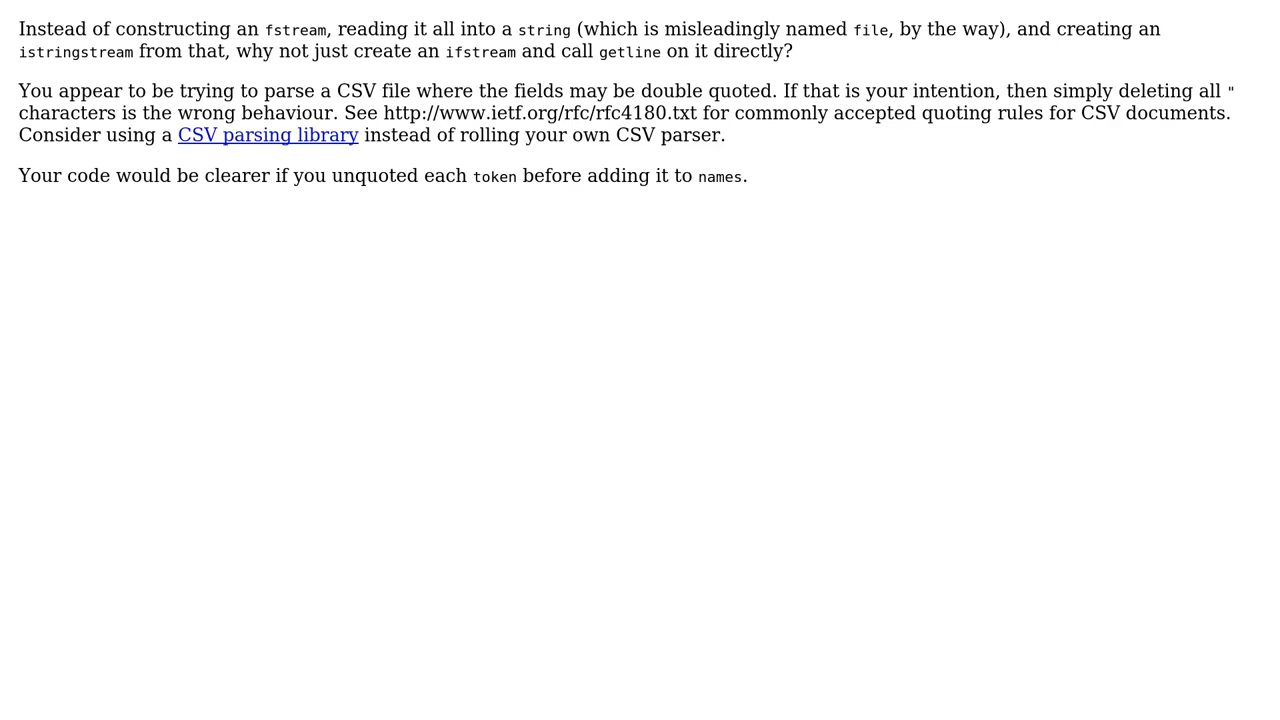 Instead of constructing an fstream, reading it all into a string (which is misleadingly named file, by the way), and creating an
istringstream from that, why not just create an ifstream and call getline on it directly?
You appear to be trying to parse a CSV file where the fields may be double quoted. If that is your intention, then simply deleting all "
characters is the wrong behaviour. See http://www.ietf.org/rfc/rfc4180.txt for commonly accepted quoting rules for CSV documents.
Consider using a CSV parsing library instead of rolling your own CSV parser.
Your code would be clearer if you unquoted each token before adding it to names.